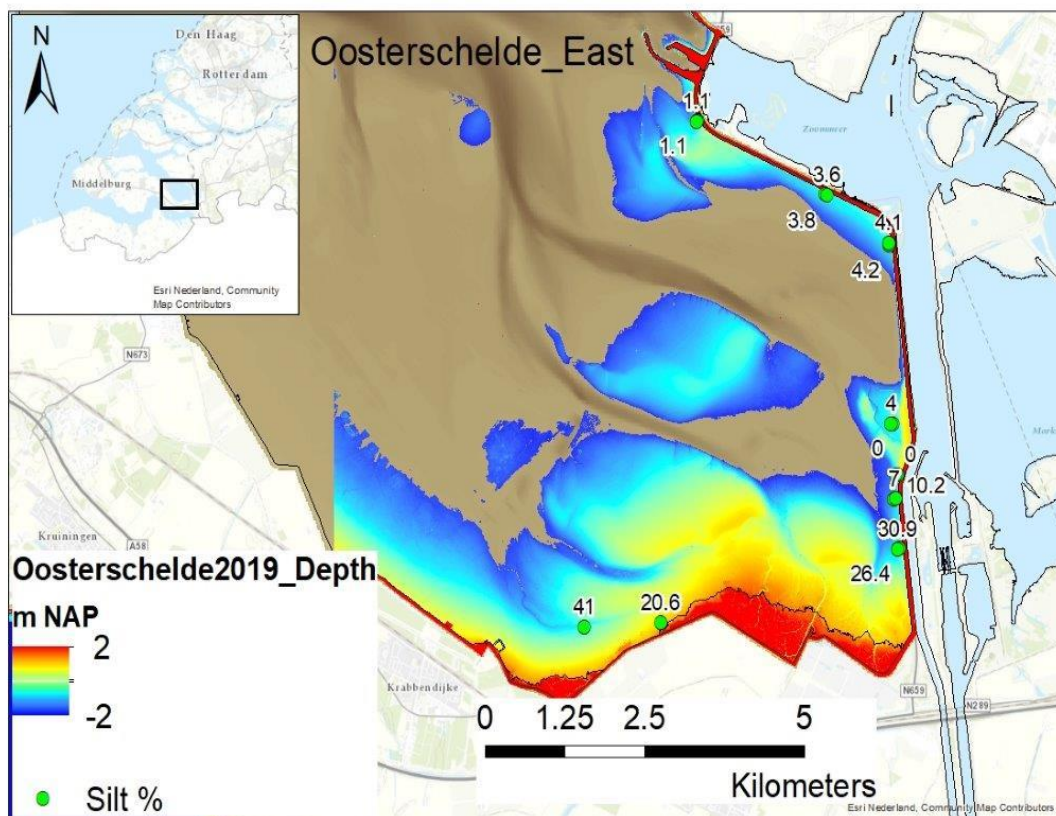 N
Den Haag
Rotterdam
Middelburg
Esri Nederland, Community
Map Contributors
Oosterschelde_East
Zoommeer
1.1
1.1
3.6
3.8
4.1
4.2
4
0
0
7
10.2
30.9
26.4
41
20.6
N673
Kruiningen
A58
Krabbendijke
N659
N289
Oosterschelde2019_Depth
m NAP
2
-2
Silt %
0
1.25
2.5
5
Kilometers
Esri Nederland, Community Map Contributors